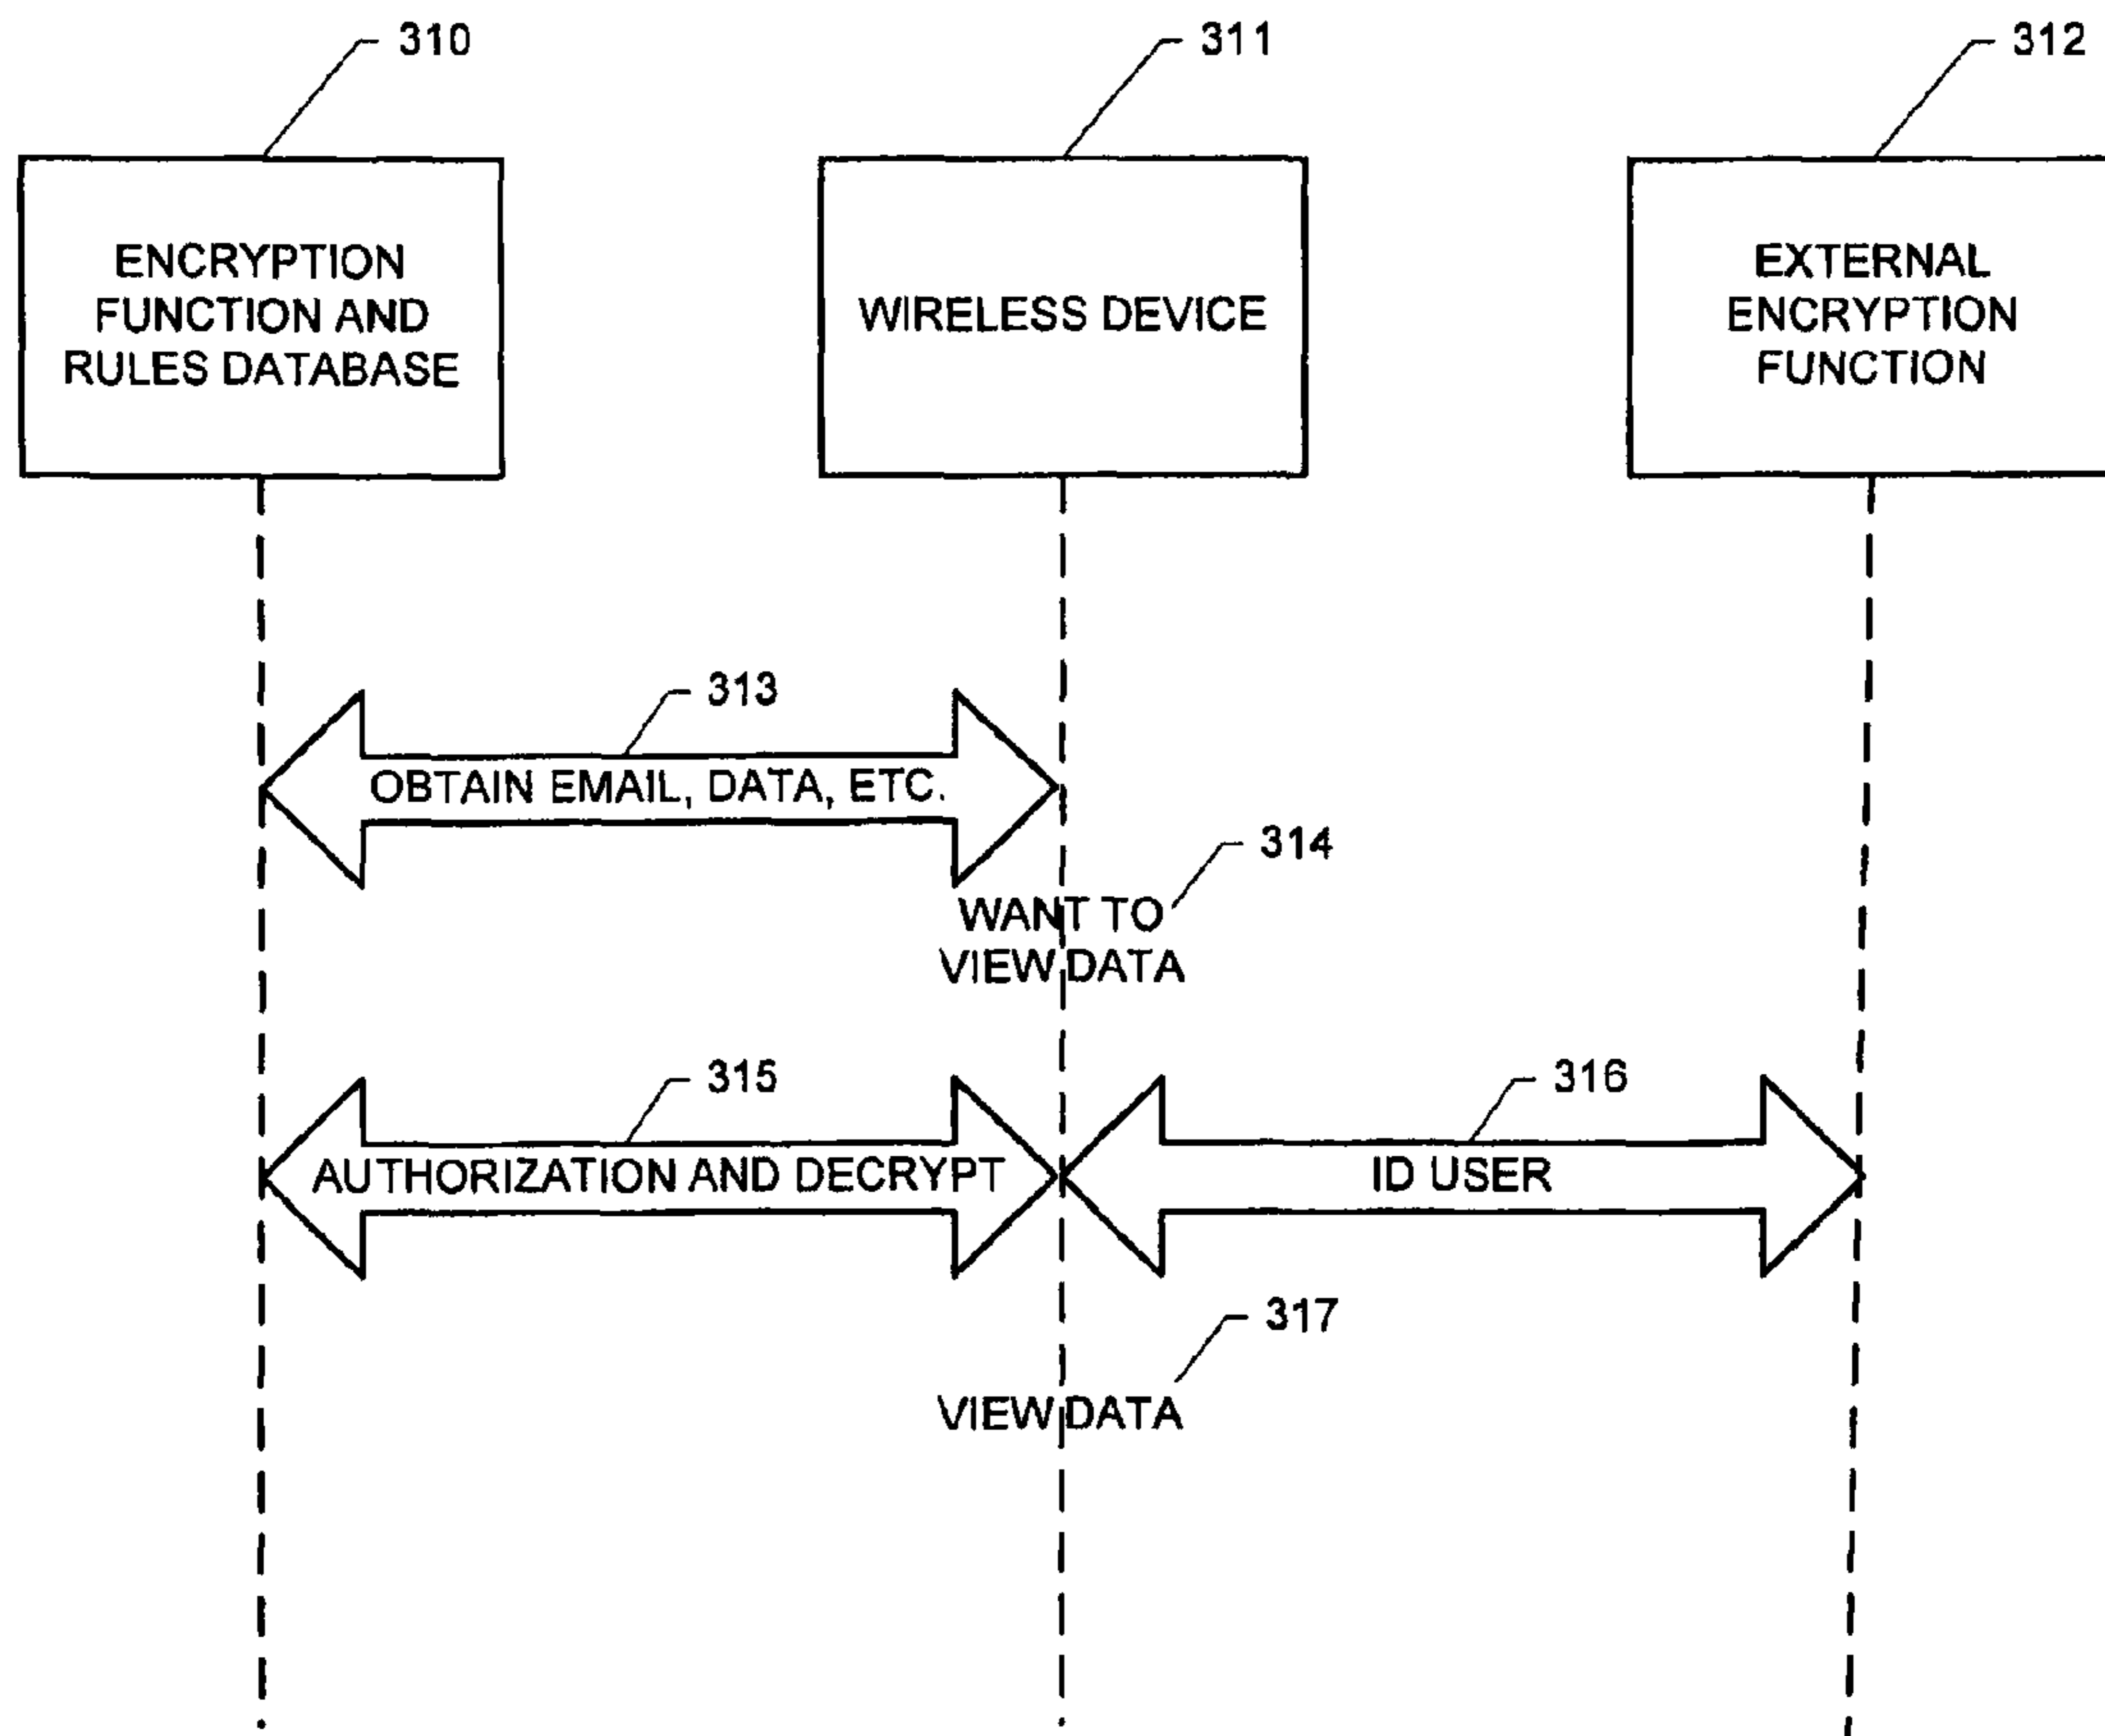 310
311
312
ENCRYPTION
FUNCTION AND
RULES DATABASE
WIRELESS DEVICE
EXTERNAL
ENCRYPTION
FUNCTION
313
OBTAIN EMAIL, DATA, ETC.
314
WANT TO
VIEW DATA
315
316
AUTHORIZATION AND DECRYPT
ID USER
317
VIEW DATA